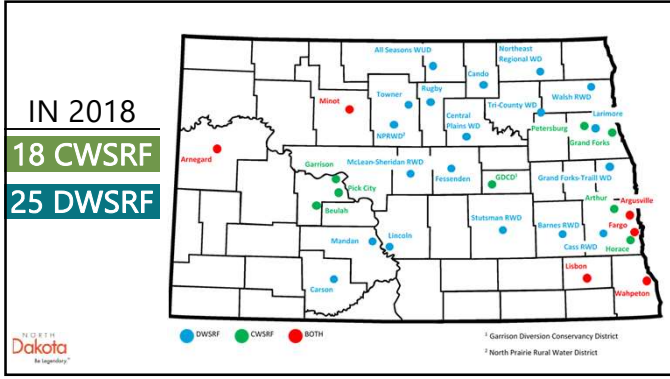 IN 2018
18 CWSRF
25 DWSRF
All Seasons WUD
Northeast
Regional WD
Cando
Rugby
Towner
Minot
Tri-County WD
Walsh RWD
Larimore
Petersburg
Central
Plains WD
NPRWD²
Grand Forks
Arnegard
McLean-Sheridan RWD
Garrison
Fessenden
GDCD¹
Grand Forks-Traill WD
Pick City
Beulah
Arthur
Argusville
Stutsman RWD
Barnes RWD
Fargo
Mandan
Lincoln
Cass RWD
Horace
Lisbon
Carson
Wahpeton
DWSRF
CWSRF
BOTH
¹ Garrison Diversion Conservancy District
² North Prairie Rural Water District
NORTH
Dakota
Be Legendary.™